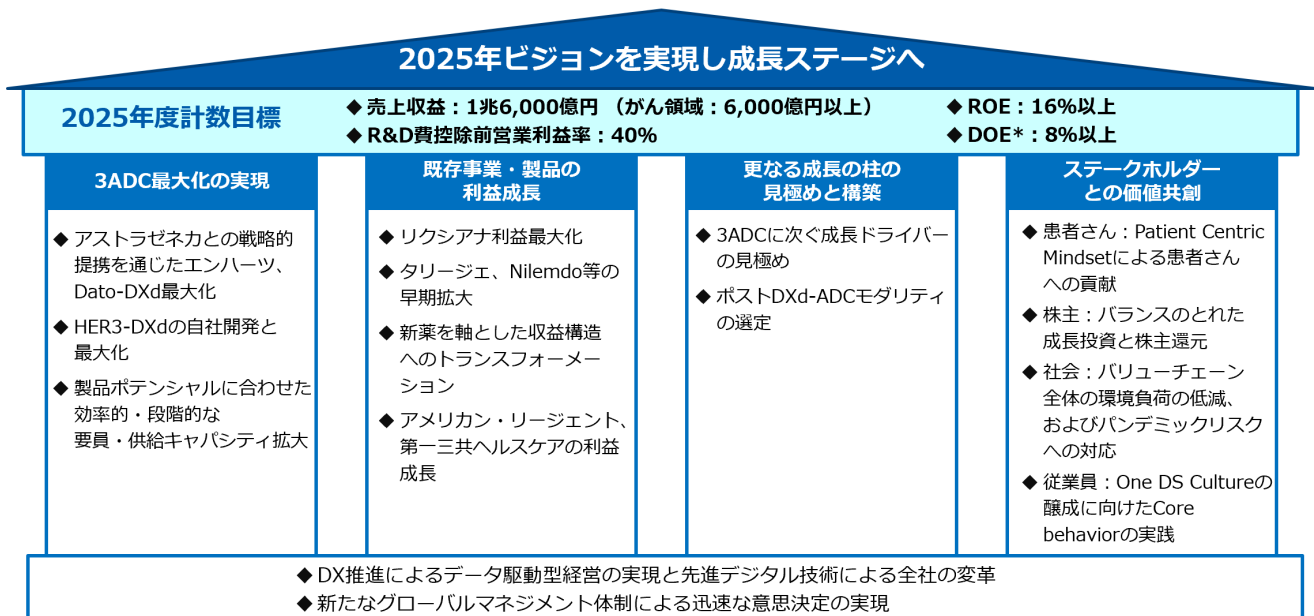 2025年ビジョンを実現し成長ステージへ
2025年度計数目標
◆ 売上収益：1兆6,000億円 （がん領域：6,000億円以上）
◆ R&D費控除前営業利益率：40%
◆ ROE：16%以上
◆ DOE*：8%以上
3ADC最大化の実現
◆ アストラゼネカとの戦略的
提携を通じたエンハーツ、
Dato-DXd最大化
◆ HER3-DXdの自社開発と
最大化
◆ 製品ポテンシャルに合わせた
効率的・段階的な
要員・供給キャパシティ拡大
既存事業・製品の
利益成長
◆ リクシアナ利益最大化
◆ タリージェ、Nilemdo等の
早期拡大
◆ 新薬を軸とした収益構造
へのトランスフォーメー
ション
◆ アメリカン・リージェント、
第一三共ヘルスケアの利益
成長
更なる成長の柱の
見極めと構築
◆ 3ADCに次ぐ成長ドライバー
の見極め
◆ ポストDXd-ADCモダリティ
の選定
ステークホルダー
との価値共創
◆ 患者さん：Patient Centric
Mindsetによる患者さん
への貢献
◆ 株主：バランスのとれた
成長投資と株主還元
◆ 社会：バリューチェーン
全体の環境負荷の低減、
およびパンデミックリスク
への対応
◆ 従業員：One DS Cultureの
醸成に向けたCore
behaviorの実践
◆ DX推進によるデータ駆動型経営の実現と先進デジタル技術による全社の変革
◆ 新たなグローバルマネジメント体制による迅速な意思決定の実現